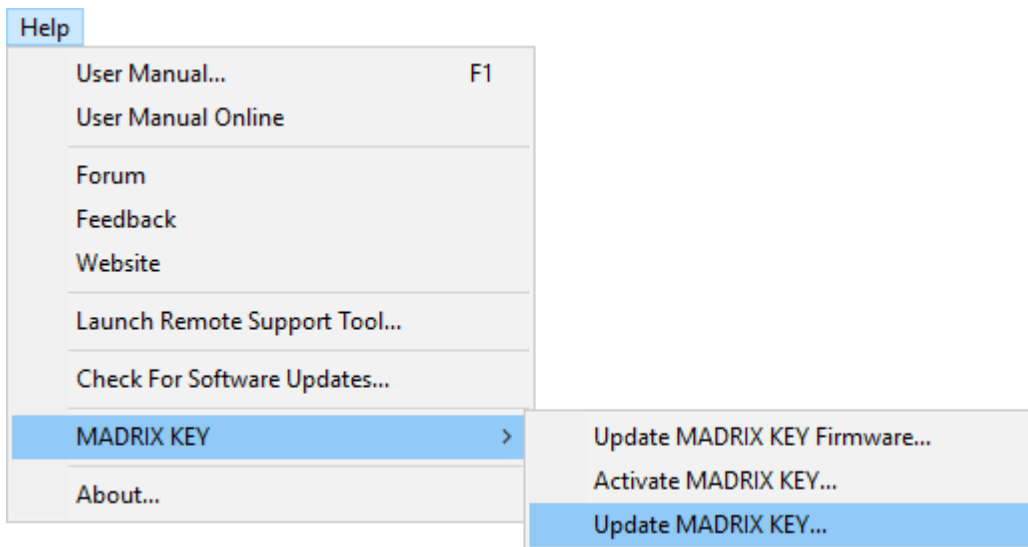 Help
User Manual... F1
User Manual Online
Forum
Feedback
Website
Launch Remote Support Tool...
Check For Software Updates...
MADRIX KEY >
Update MADRIX KEY Firmware...
Activate MADRIX KEY...
About...
Update MADRIX KEY...